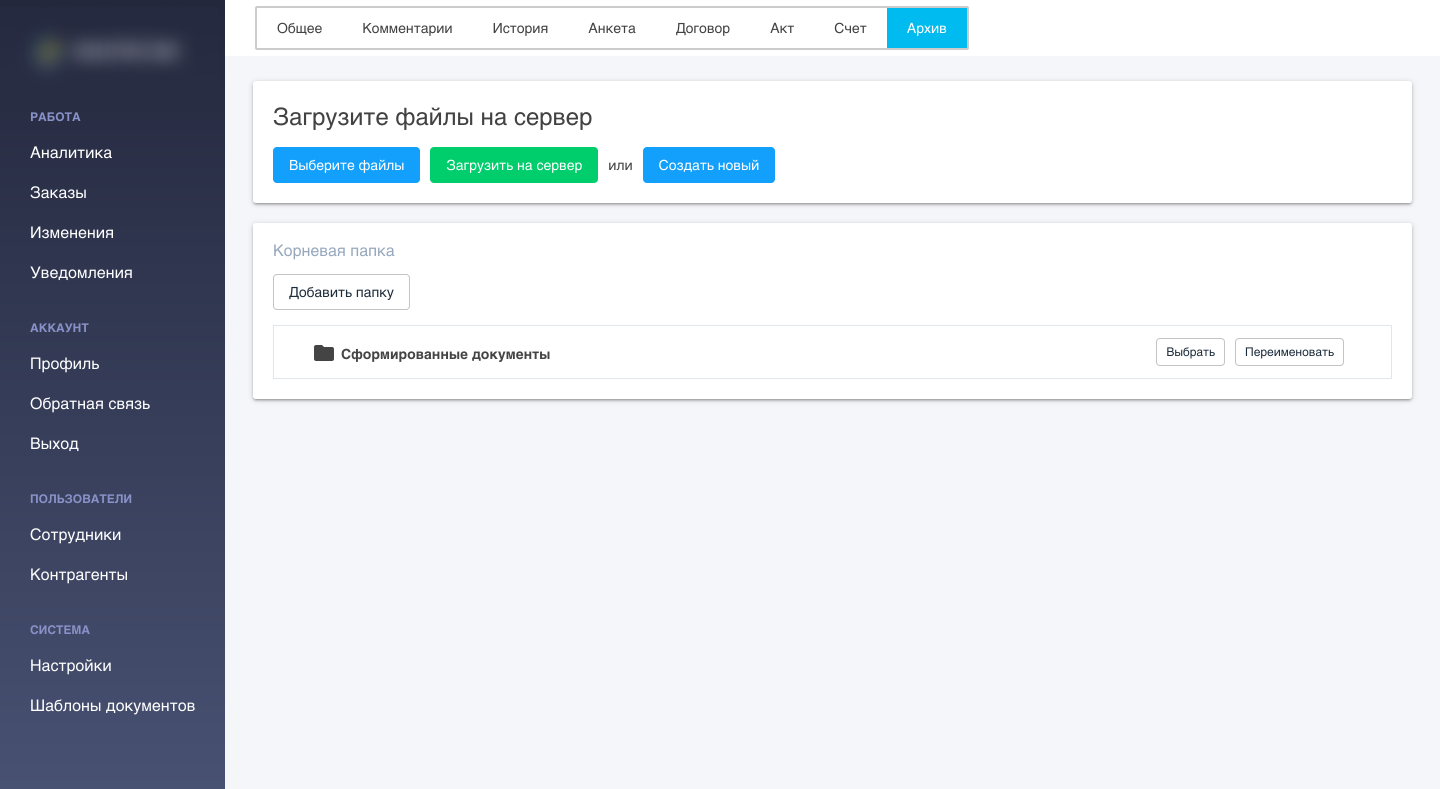 РАБОТА
Аналитика
Заказы
Изменения
Уведомления
АККАУНТ
Профиль
Обратная связь
Выход
ПОЛЬЗОВАТЕЛИ
Сотрудники
Контрагенты
СИСТЕМА
Настройки
Шаблоны документов
Общее Комментарии История Анкета Договор Акт Счет Архив
Загрузите файлы на сервер
Выберите файлы Загрузить на сервер или Создать новый
Корневая папка
Добавить папку
Сформированные документы Выбрать Переименовать